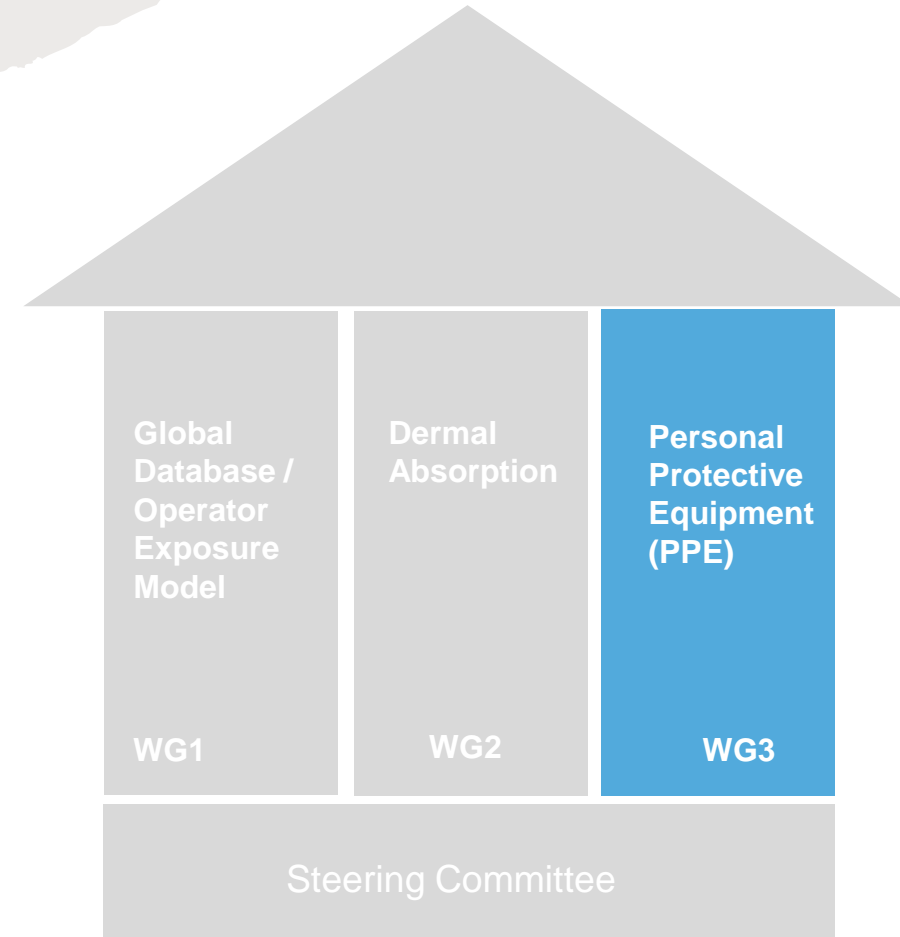 Global
Database /
Operator
Exposure
Model
WG1
Dermal
Absorption
WG2
Personal
Protective
Equipment
(PPE)
WG3
Steering Committee